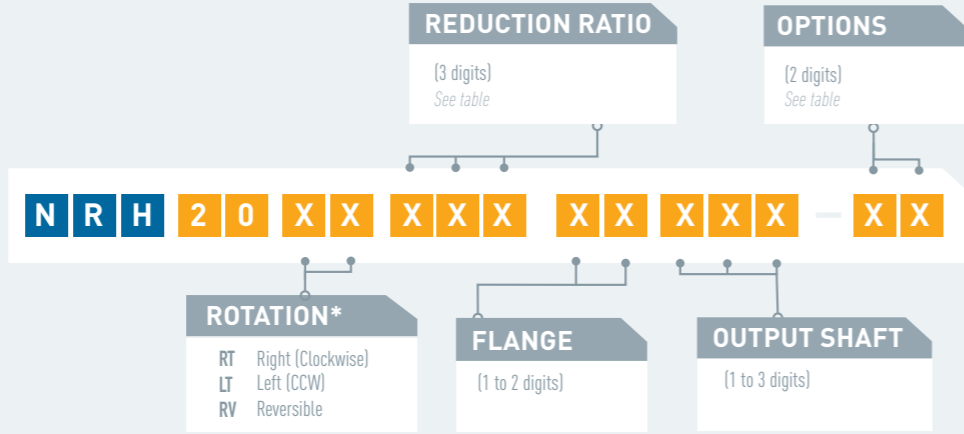 REDUCTION RATIO
(3 digits)
See table
OPTIONS
(2 digits)
See table
N R H 2 0 X X X X X X X X X X – X X
ROTATION*
RT Right (Clockwise)
LT Left (CCW)
RV Reversible
FLANGE
(1 to 2 digits)
OUTPUT SHAFT
(1 to 3 digits)